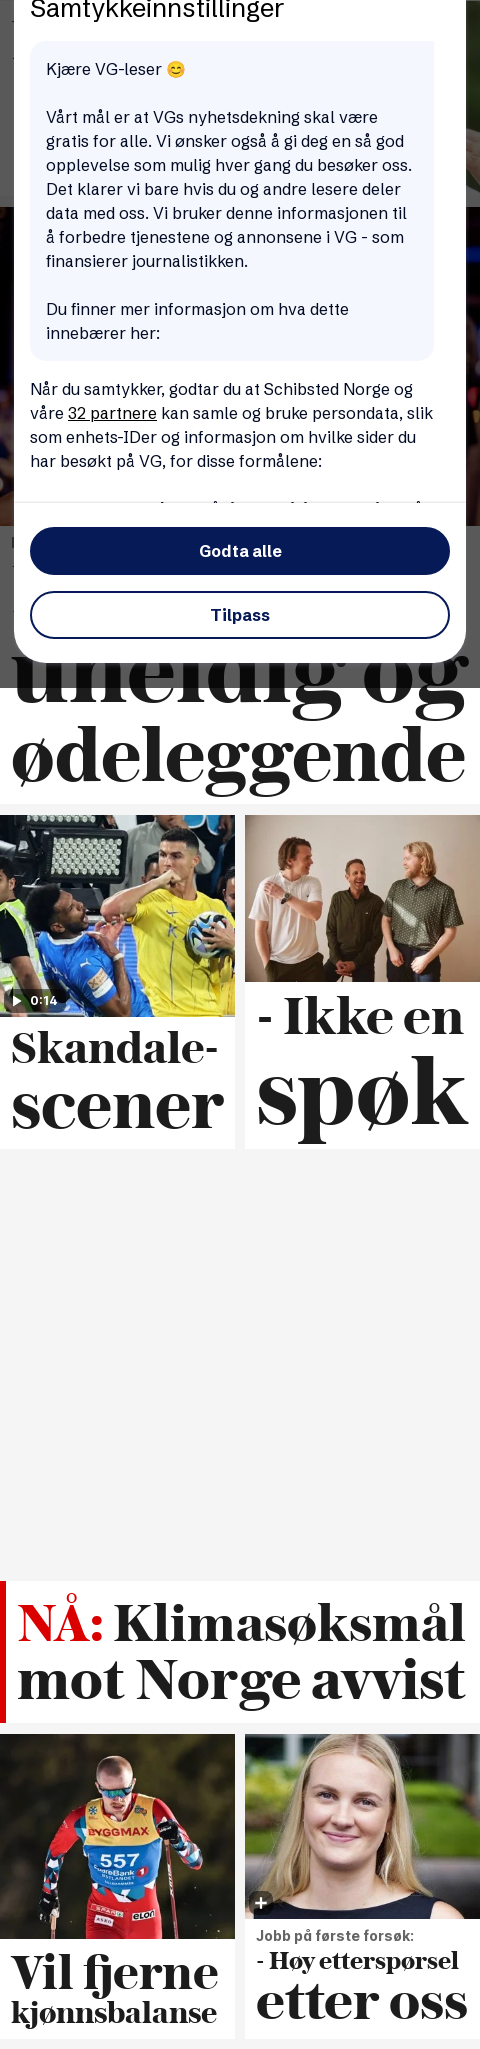 Samtykkeinnstillinger
Kjære VG-leser 😊
Vårt mål er at VGs nyhetsdekning skal være
gratis for alle. Vi ønsker også å gi deg en så god
opplevelse som mulig hver gang du besøker oss.
Det klarer vi bare hvis du og andre lesere deler
data med oss. Vi bruker denne informasjonen til
å forbedre tjenestene og annonsene i VG - som
finansierer journalistikken.
Du finner mer informasjon om hva dette
innebærer her:
Når du samtykker, godtar du at Schibsted Norge og
våre 32 partnere kan samle og bruke persondata, slik
som enhets-IDer og informasjon om hvilke sider du
har besøkt på VG, for disse formålene:
Godta alle
Tilpass
uheldig og
ødeleggende
0:14
Skandale-
scener
- Ikke en
spøk
NÅ: Klimasøksmål
mot Norge avvist
BYGGMAX
557
SPAR
ASKO
elon
Vil fjerne
kjønnsbalanse
Jobb på første forsøk:
- Høy etterspørsel
etter oss